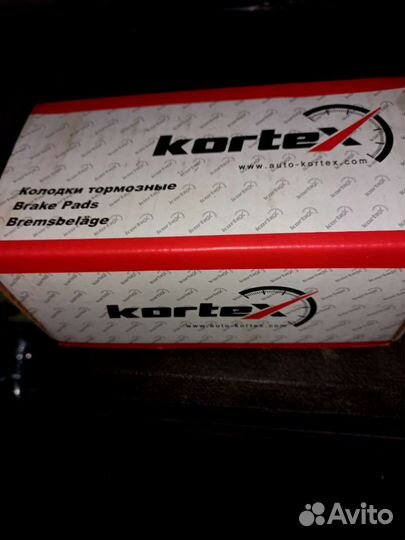 kortex
www.auto-kortex.com
Колодки тормозные
Brake Pads
Bremsbeläge
kortex
www.auto-kortex.com
Avito